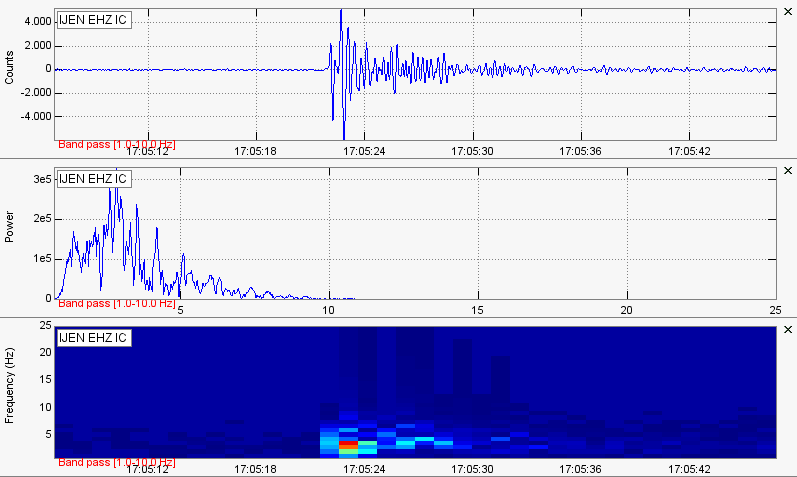 IJEN EHZ IC
4.000
2.000
0
-2.000
-4.000
Counts
Band pass [1.0-10.0 Hz]
17:05:12 17:05:18 17:05:24 17:05:30 17:05:36 17:05:42
IJEN EHZ IC
3e5
2e5
1e5
0
Power
Band pass [1.0-10.0 Hz]
5 10 15 20 25
IJEN EHZ IC
25
20
15
10
5
Frequency (Hz)
Band pass [1.0-10.0 Hz]
17:05:12 17:05:18 17:05:24 17:05:30 17:05:36 17:05:42